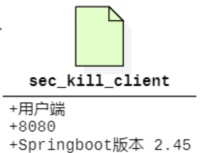 sec_kill_client
+用户端
+8080
+Springboot版本 2.45